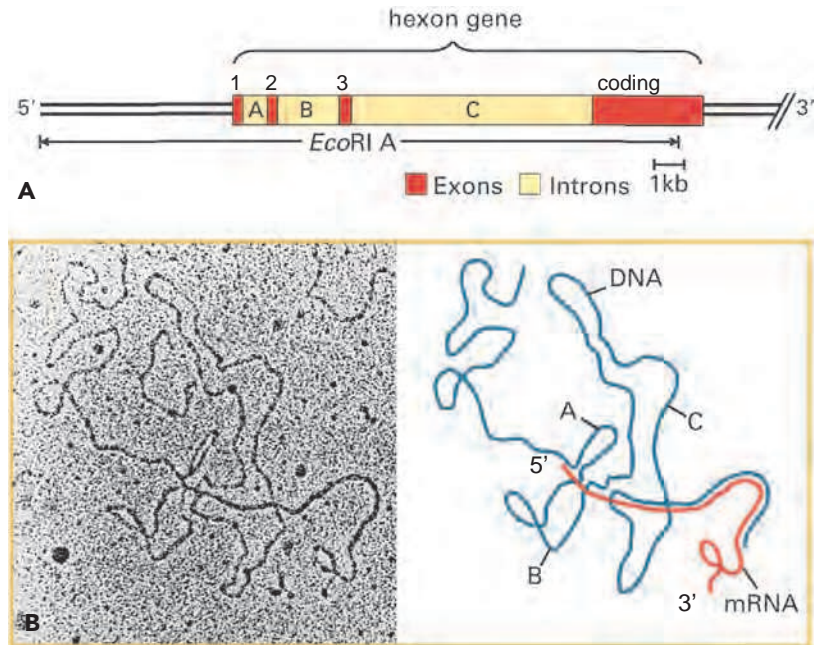 hexon gene
1 2 3 coding
5' A B C 3'
EcoRI A
1kb
A Exons Introns
DNA
A C
5'
B
3' mRNA
B